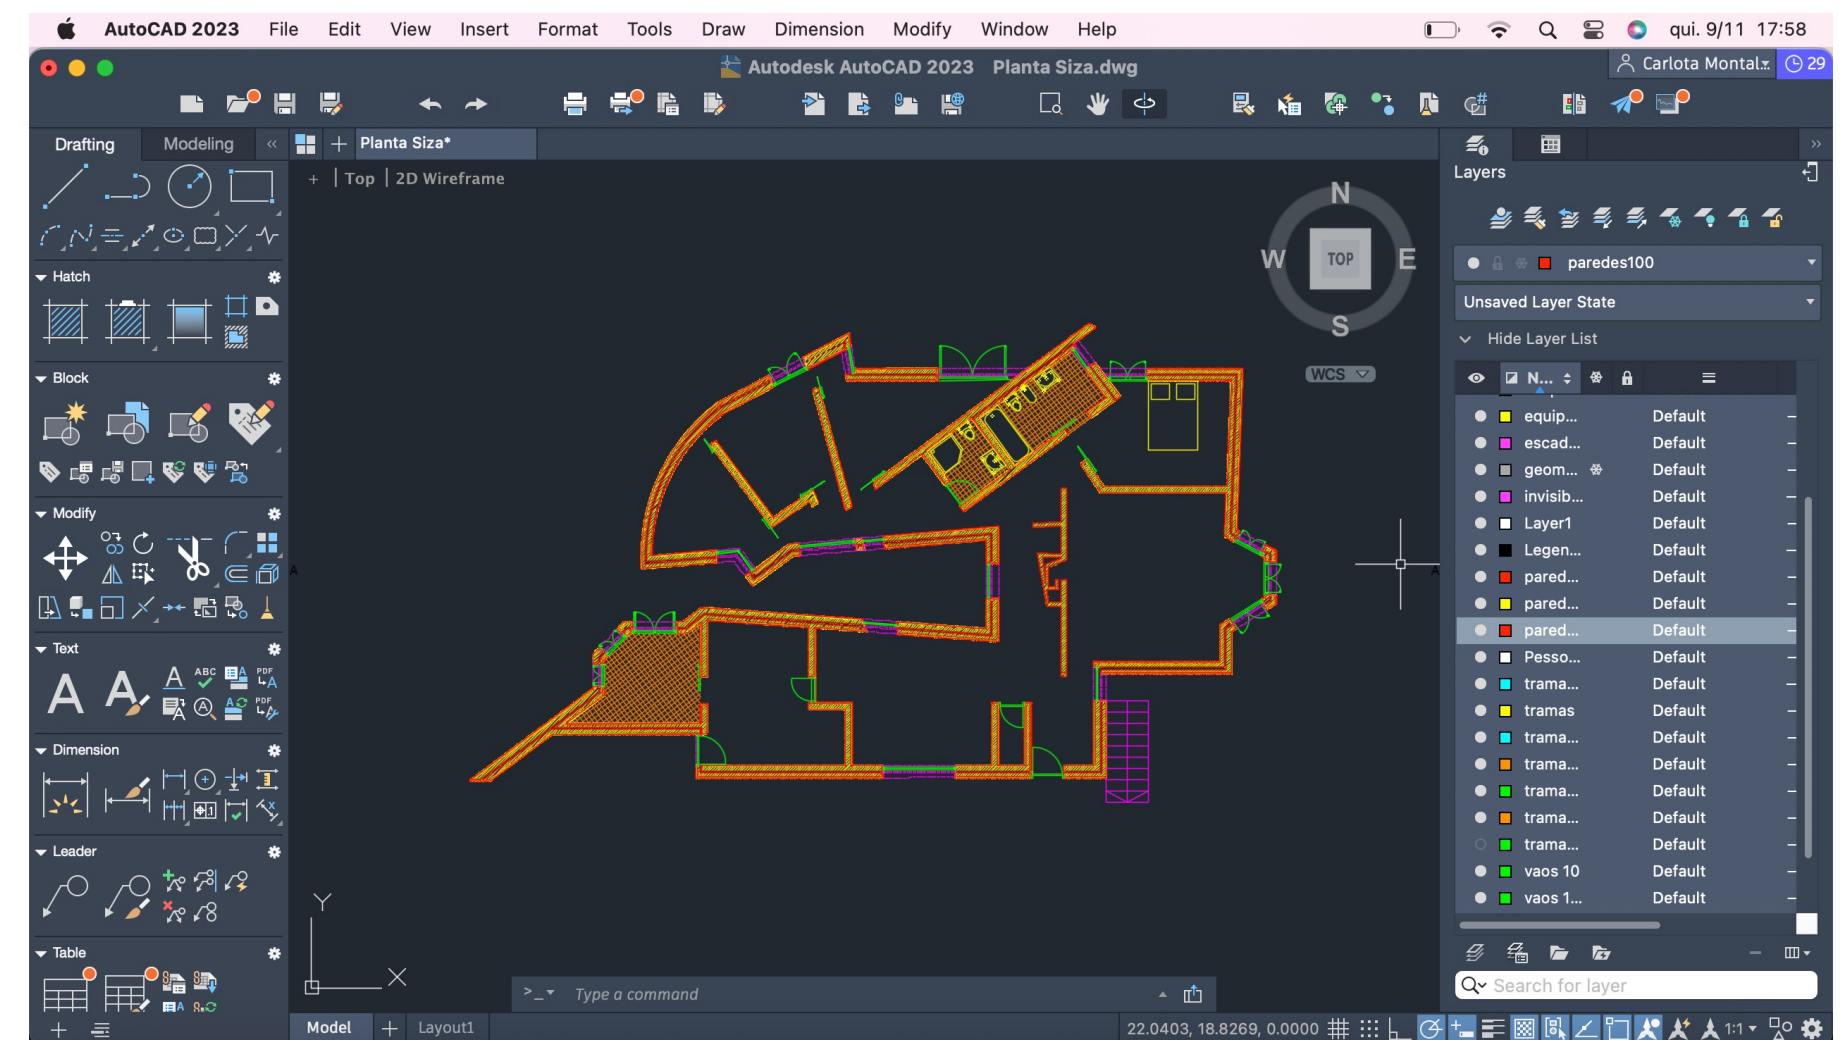 AutoCAD 2023 File Edit View Insert Format Tools Draw Dimension Modify Window Help qui. 9/11 17:58
Autodesk AutoCAD 2023 Planta Siza.dwg
Carlota Montal... 29
Drafting Modeling
Planta Siza*
Top 2D Wireframe
Layers
N
W TOP E
S
WCS
paredes100
Unsaved Layer State
Hide Layer List
N...
equip... Default
escad... Default
geom... Default
invisib... Default
Layer1 Default
Legen... Default
pared... Default
pared... Default
pared... Default
Pesso... Default
trama... Default
tramas Default
trama... Default
trama... Default
trama... Default
trama... Default
trama... Default
vaos 10 Default
vaos 1... Default
Search for layer
Hatch
Block
Modify
Text
A A A ABC A PDF A
A A PDF
Dimension
Leader
Table
A
A
Y
X
Type a command
Model Layout1
22.0403, 18.8269, 0.0000 1:1